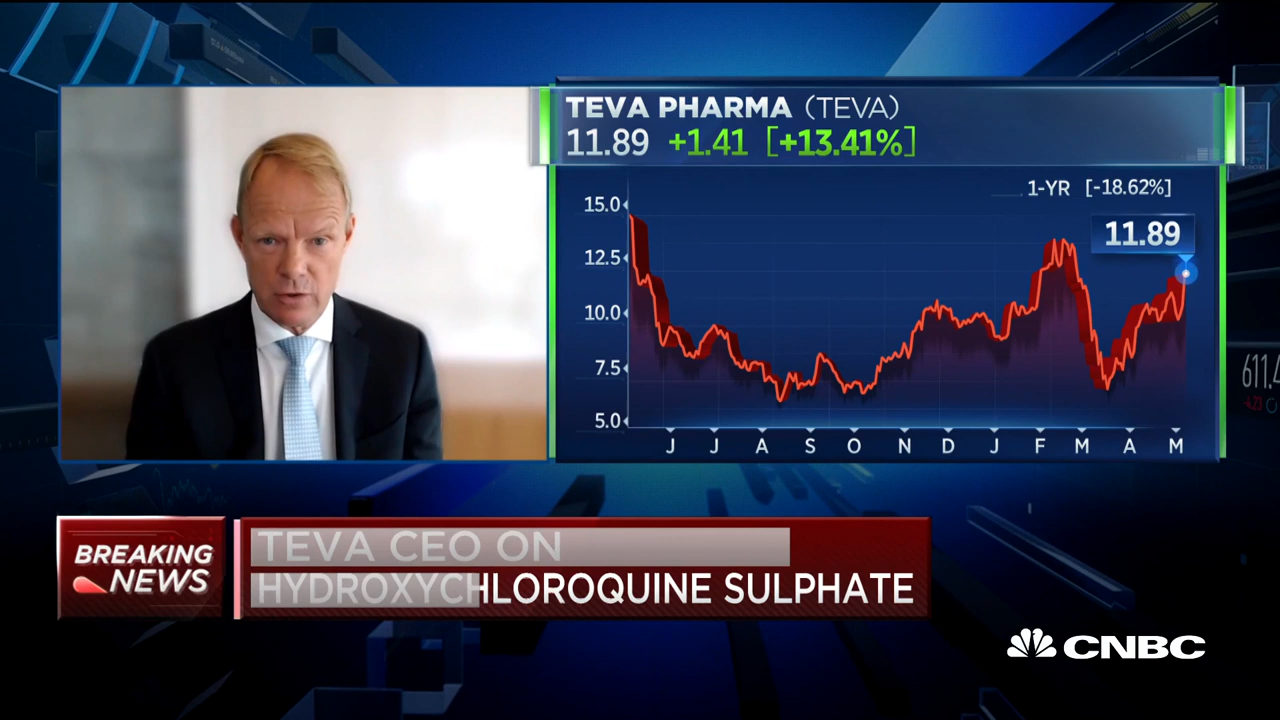 TEVA PHARMA (TEVA)
11.89 +1.41 [+13.41%]
1-YR [-18.62%]
11.89
15.0
12.5
10.0
7.5
5.0
J J A S O N D J F M A M
BREAKING
NEWS
TEVA CEO ON
HYDROXYCHLOROQUINE SULPHATE
CNBC